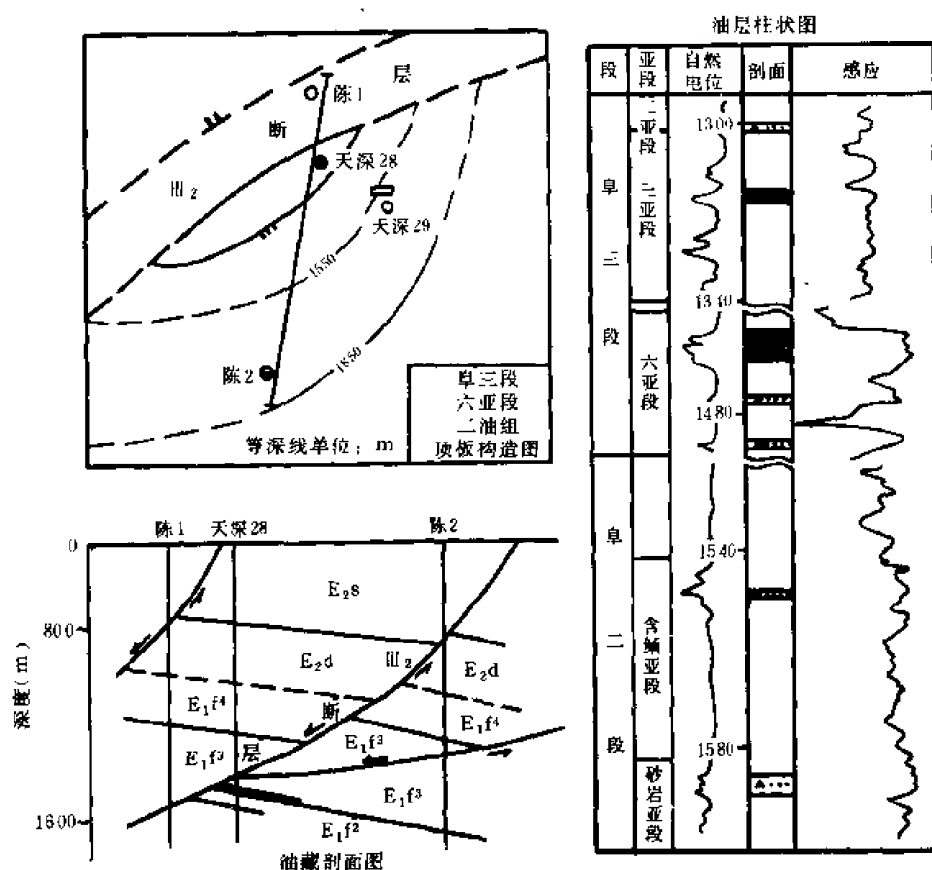 层
断
陈1
天深28
Ⅲ₂
天深29
1550
1850
陈2
阜三段
六亚段
二油组
顶板构造图
等深线单位：m
陈1 天深28 陈2
0
800
1600
深度(m)
E₂s
E₂d
Ⅲ₂
E₂d
E₁f⁴
断
E₁f⁴
E₁f³
层
E₁f³
E₁f³
E₁f²
油藏剖面图
油层柱状图
段
亚段
自然电位
剖面
感应
阜三段
二亚段
三亚段
六亚段
1300
1340
1480
阜二段
含鲕亚段
砂岩亚段
1540
1580